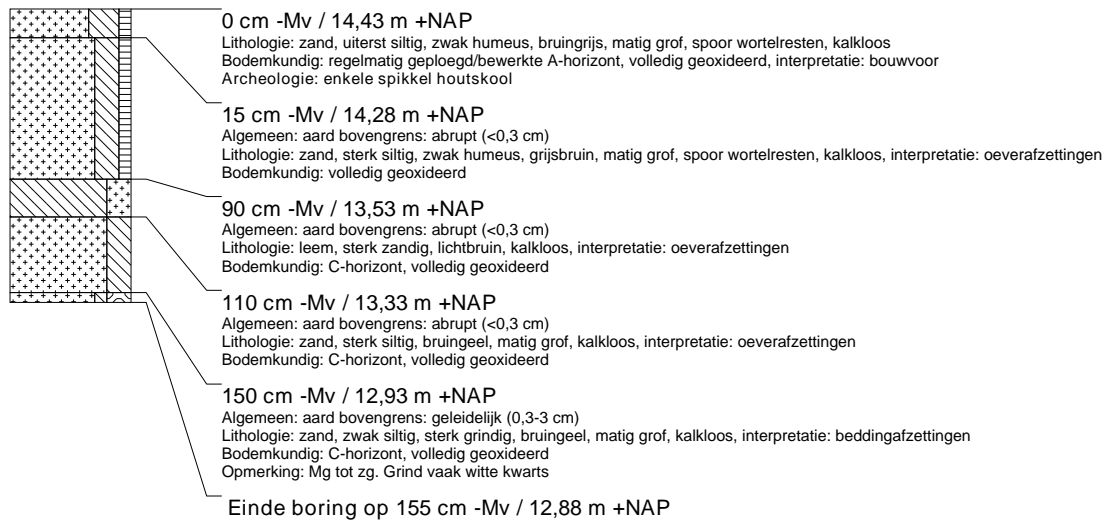 0 cm -Mv / 14,43 m +NAP
Lithologie: zand, uiterst siltig, zwak humeus, bruingrijs, matig grof, spoor wortelresten, kalkloos
Bodemkundig: regelmatig geploegd/bewerkte A-horizont, volledig geoxideerd, interpretatie: bouwvoor
Archeologie: enkele spikkel houtskool
15 cm -Mv / 14,28 m +NAP
Algemeen: aard bovengrens: abrupt (<0,3 cm)
Lithologie: zand, sterk siltig, zwak humeus, grijsbruin, matig grof, spoor wortelresten, kalkloos, interpretatie: oeverafzettingen
Bodemkundig: volledig geoxideerd
90 cm -Mv / 13,53 m +NAP
Algemeen: aard bovengrens: abrupt (<0,3 cm)
Lithologie: leem, sterk zandig, lichtbruin, kalkloos, interpretatie: oeverafzettingen
Bodemkundig: C-horizont, volledig geoxideerd
110 cm -Mv / 13,33 m +NAP
Algemeen: aard bovengrens: abrupt (<0,3 cm)
Lithologie: zand, sterk siltig, bruingeel, matig grof, kalkloos, interpretatie: oeverafzettingen
Bodemkundig: C-horizont, volledig geoxideerd
150 cm -Mv / 12,93 m +NAP
Algemeen: aard bovengrens: geleidelijk (0,3-3 cm)
Lithologie: zand, zwak siltig, sterk grindig, bruingeel, matig grof, kalkloos, interpretatie: beddingafzettingen
Bodemkundig: C-horizont, volledig geoxideerd
Opmerking: Mg tot zg. Grind vaak witte kwarts
Einde boring op 155 cm -Mv / 12,88 m +NAP